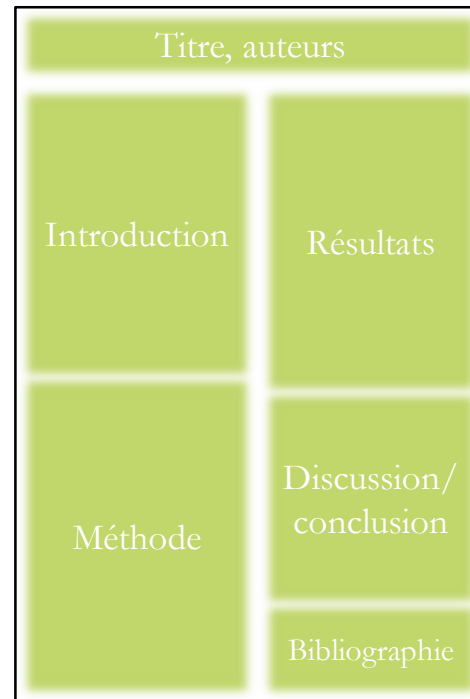 Titre, auteurs
Introduction
Méthode
Résultats
Discussion/
conclusion
Bibliographie